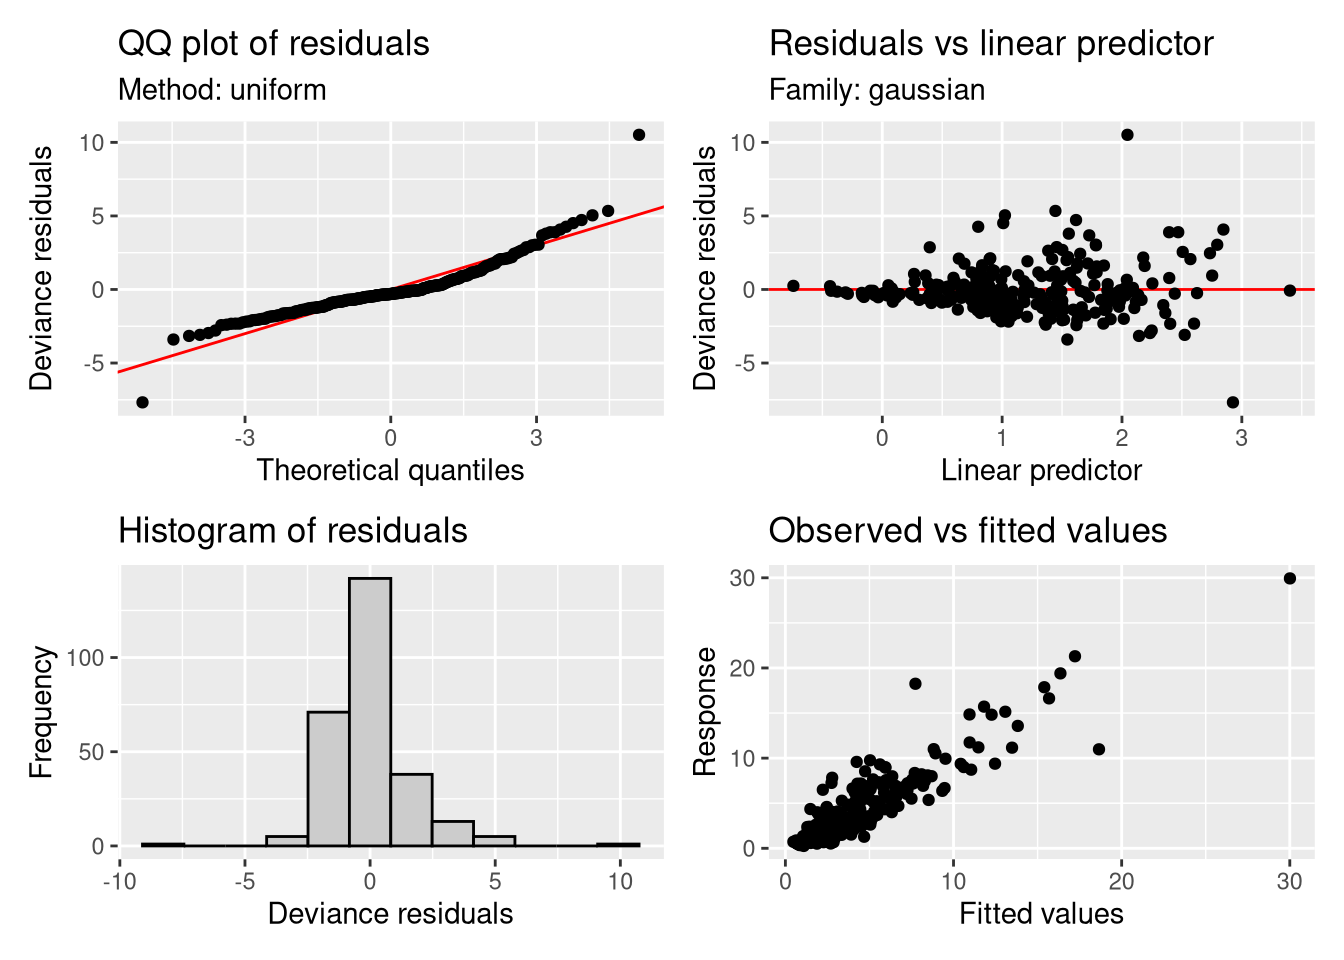 QQ plot of residuals
Method: uniform
Deviance residuals
10
5
0
-5
-3
0
3
Theoretical quantiles
Residuals vs linear predictor
Family: gaussian
Deviance residuals
10
5
0
-5
0
1
2
3
Linear predictor
Histogram of residuals
Frequency
100
50
0
-10
-5
0
5
10
Deviance residuals
Observed vs fitted values
Response
30
20
10
0
0
10
20
30
Fitted values